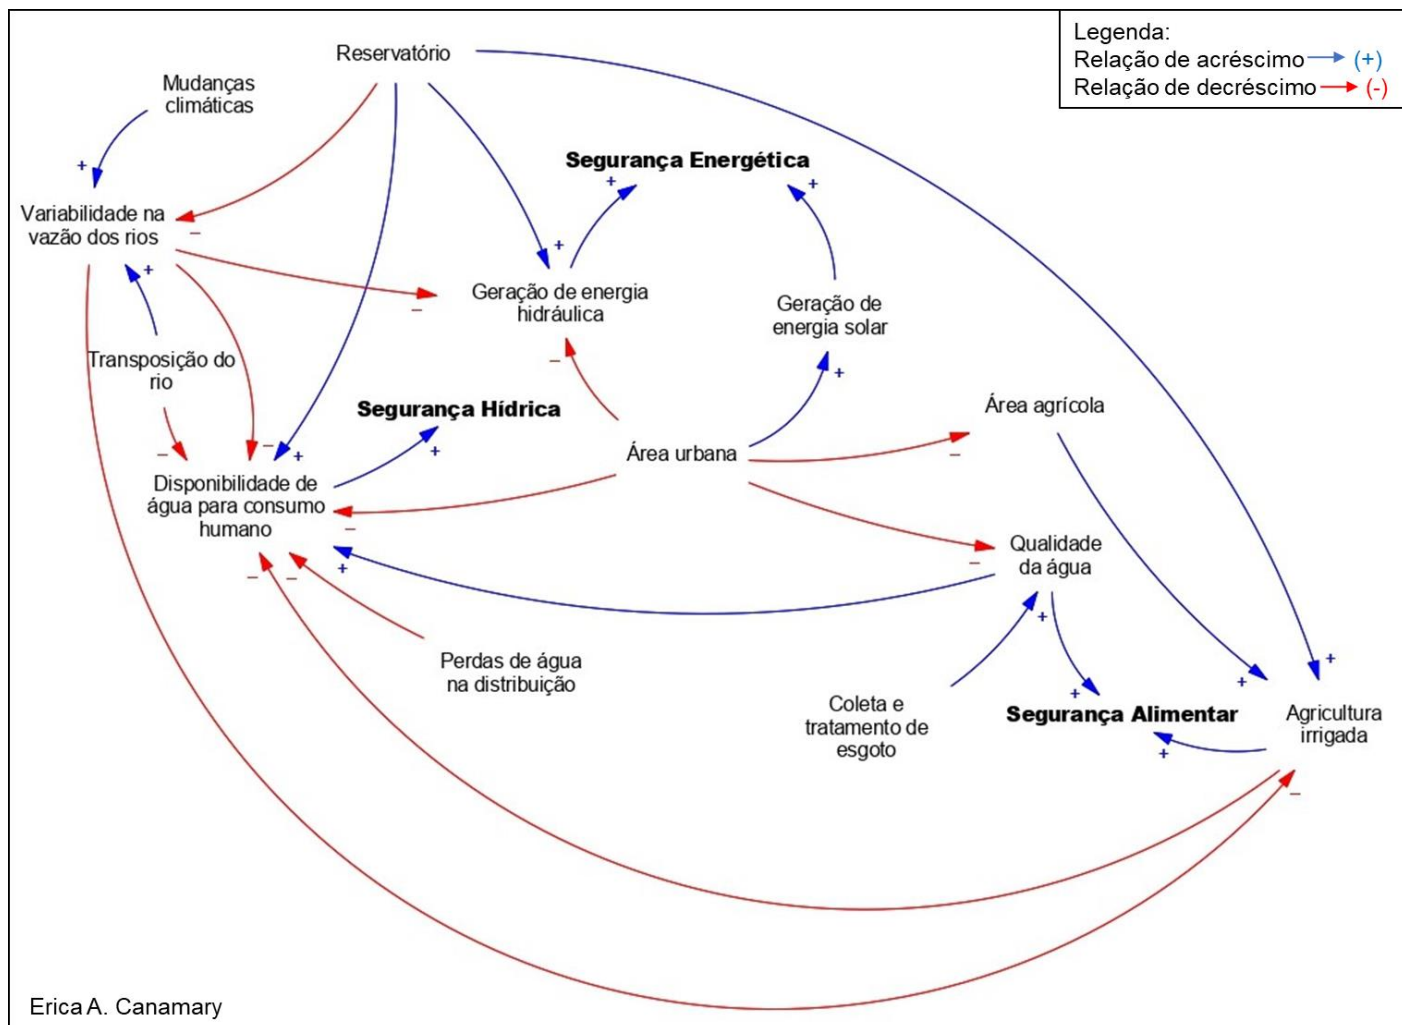 Legenda:
Relação de acréscimo (+)
Relação de decréscimo (-)
Reservatório
Mudanças
climáticas
+
Segurança Energética
+
+
Variabilidade na
vazão dos rios
−
+
+
Geração de energia
hidráulica
−
Geração de
energia solar
−
+
Transposição do
rio
Segurança Hídrica
Área agrícola
−
−
+
+
Área urbana
−
Disponibilidade de
água para consumo
humano
−
Qualidade
da água
−
+
−
−
+
Perdas de água
na distribuição
+
+
+
Coleta e
tratamento de
esgoto
Segurança Alimentar
Agricultura
irrigada
+
−
Erica A. Canamary